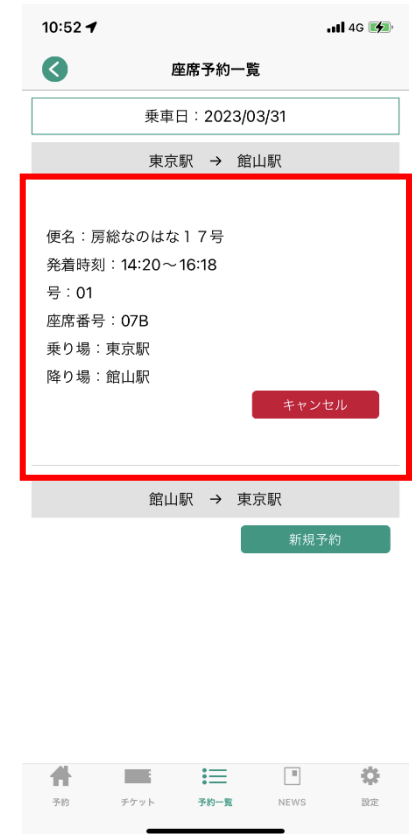 10:52
4G
座席予約一覧
乗車日：2023/03/31
東京駅 → 館山駅
便名：房総なのはな１７号
発着時刻：14:20～16:18
号：01
座席番号：07B
乗り場：東京駅
降り場：館山駅
キャンセル
館山駅 → 東京駅
新規予約
予約 チケット 予約一覧 NEWS 設定